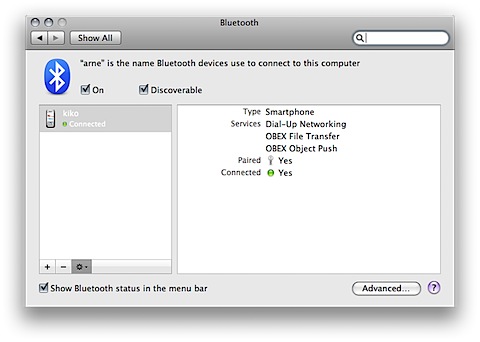 Bluetooth
Show All
"arne" is the name Bluetooth devices use to connect to this computer
On
Discoverable
kiko
Connected
Type Smartphone
Services Dial-Up Networking
OBEX File Transfer
OBEX Object Push
Paired Yes
Connected Yes
Show Bluetooth status in the menu bar
Advanced...
?